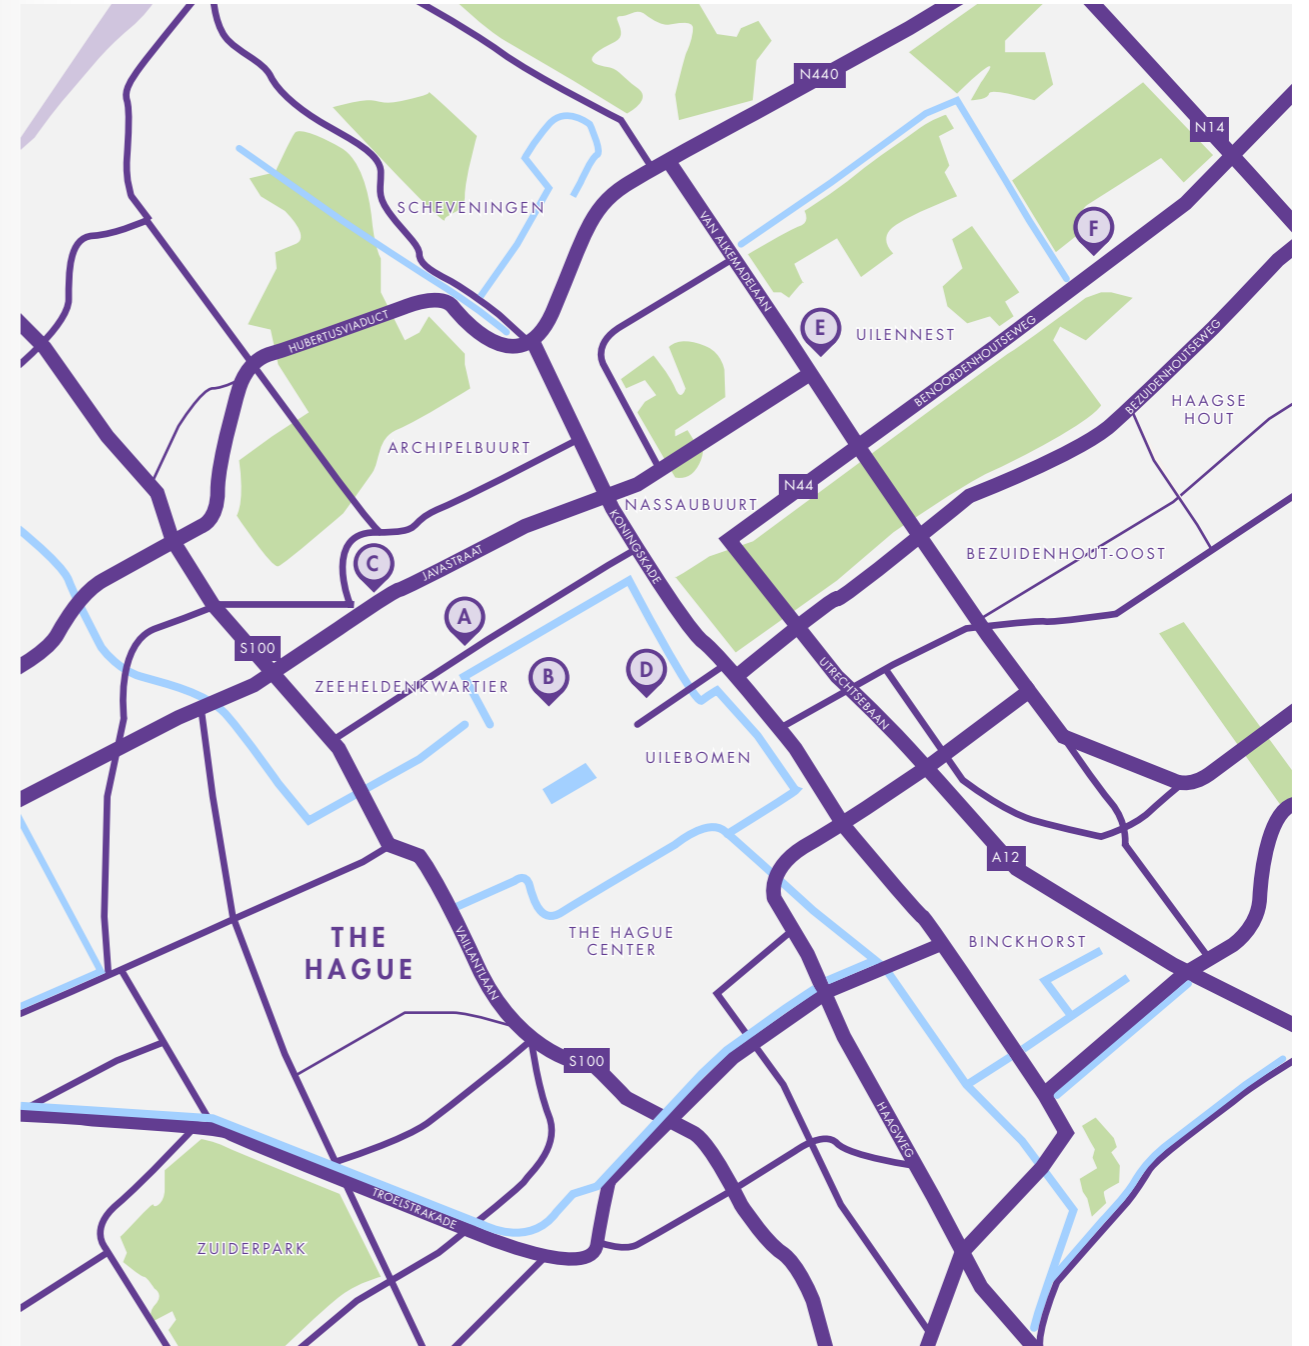 N440
N14
SCHEVENINGEN
VAN ALKEMADELAAN
F
HUBERTUSVIADUCT
E
UILENNEST
BENOORDENHOUTSEWEG
BEZUIDENHOUTSEWEG
HAAGSE
HOUT
ARCHIPELBUURT
N44
NASSAUBUURT
KONINGSKADE
BEZUIDENHOUT-OOST
C
JAVASTRAAT
A
S100
B
D
ZEEHELDENKWARTIER
UTRECHTSEBAAN
UILEBOMEN
A12
THE
HAGUE
VAILLANTLAAN
THE HAGUE
CENTER
BINCKHORST
S100
HAAGWEG
TROELSTRAKADE
ZUIDERPARK